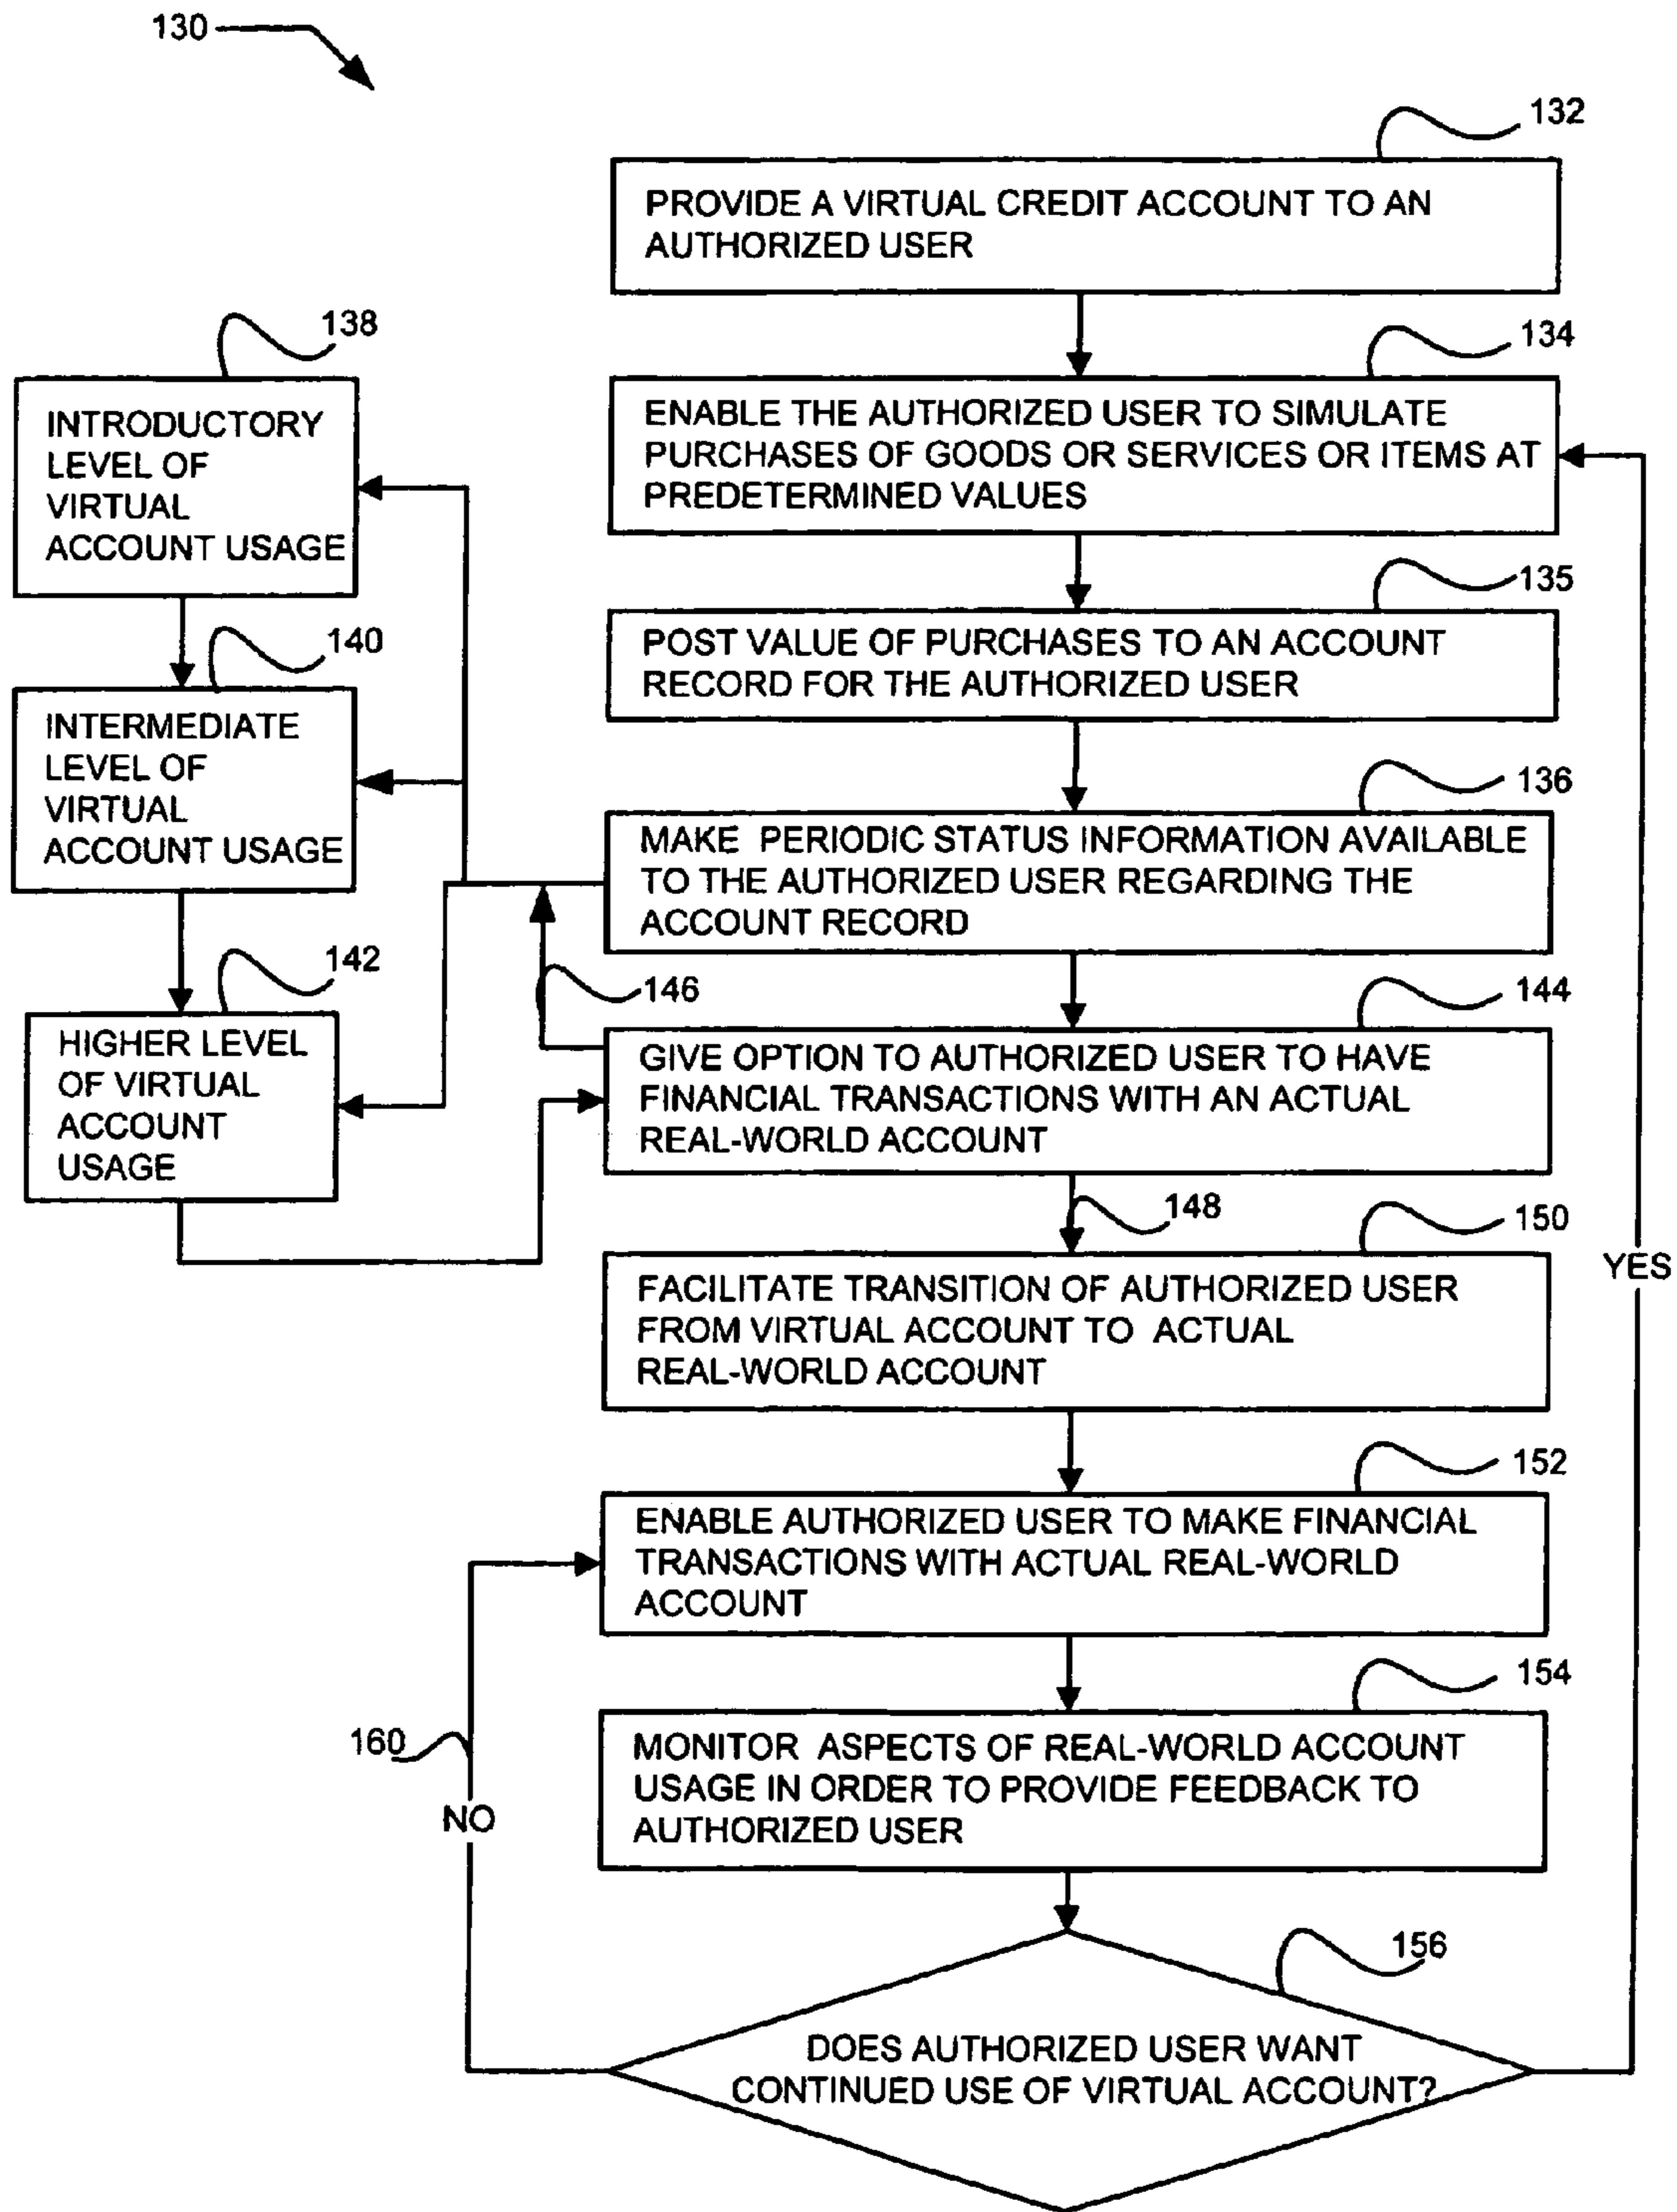 130
132
PROVIDE A VIRTUAL CREDIT ACCOUNT TO AN
AUTHORIZED USER
134
ENABLE THE AUTHORIZED USER TO SIMULATE
PURCHASES OF GOODS OR SERVICES OR ITEMS AT
PREDETERMINED VALUES
135
POST VALUE OF PURCHASES TO AN ACCOUNT
RECORD FOR THE AUTHORIZED USER
136
MAKE PERIODIC STATUS INFORMATION AVAILABLE
TO THE AUTHORIZED USER REGARDING THE
ACCOUNT RECORD
138
INTRODUCTORY
LEVEL OF
VIRTUAL
ACCOUNT USAGE
140
INTERMEDIATE
LEVEL OF
VIRTUAL
ACCOUNT USAGE
142
HIGHER LEVEL
OF VIRTUAL
ACCOUNT
USAGE
146
144
GIVE OPTION TO AUTHORIZED USER TO HAVE
FINANCIAL TRANSACTIONS WITH AN ACTUAL
REAL-WORLD ACCOUNT
148
150
FACILITATE TRANSITION OF AUTHORIZED USER
FROM VIRTUAL ACCOUNT TO ACTUAL
REAL-WORLD ACCOUNT
YES
152
ENABLE AUTHORIZED USER TO MAKE FINANCIAL
TRANSACTIONS WITH ACTUAL REAL-WORLD
ACCOUNT
154
MONITOR ASPECTS OF REAL-WORLD ACCOUNT
USAGE IN ORDER TO PROVIDE FEEDBACK TO
AUTHORIZED USER
160
NO
156
DOES AUTHORIZED USER WANT
CONTINUED USE OF VIRTUAL ACCOUNT?